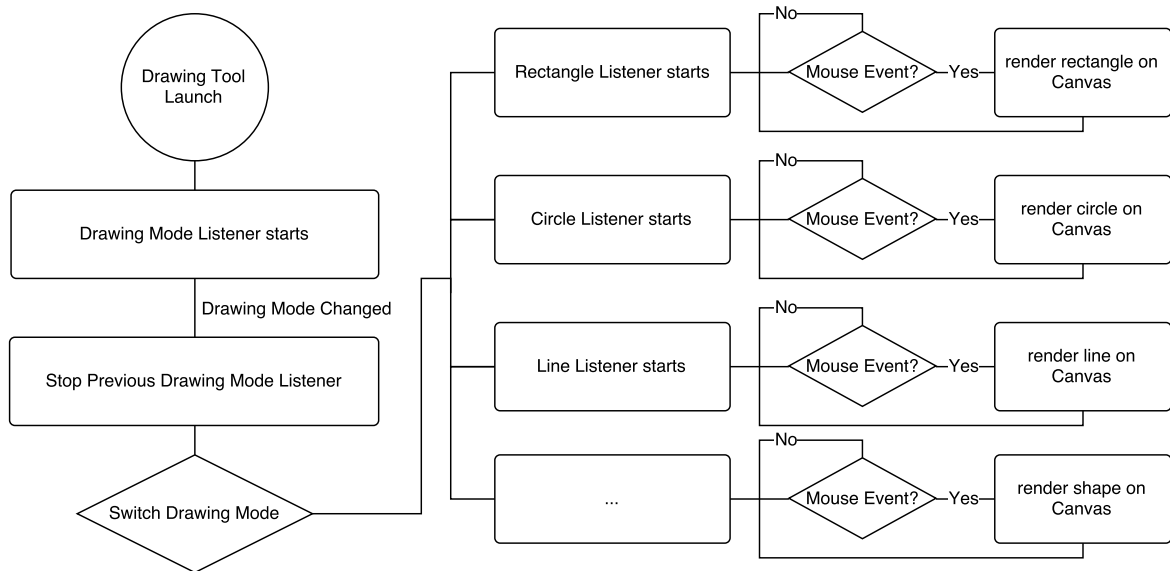 Drawing Tool
Launch
Drawing Mode Listener starts
Drawing Mode Changed
Stop Previous Drawing Mode Listener
Switch Drawing Mode
No
Rectangle Listener starts
Mouse Event?
Yes
render rectangle on
Canvas
No
Circle Listener starts
Mouse Event?
Yes
render circle on
Canvas
No
Line Listener starts
Mouse Event?
Yes
render line on
Canvas
No
...
Mouse Event?
Yes
render shape on
Canvas